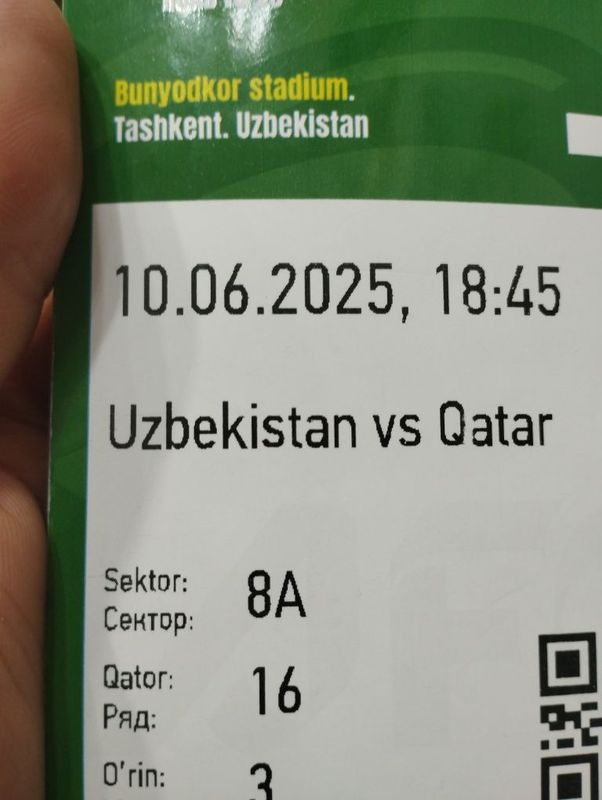 Bunyodkor stadium.
Tashkent. Uzbekistan
10.06.2025, 18:45
Uzbekistan vs Qatar
Sektor:
Сектор:
8A
Qator:
Ряд:
16
O'rin:
3